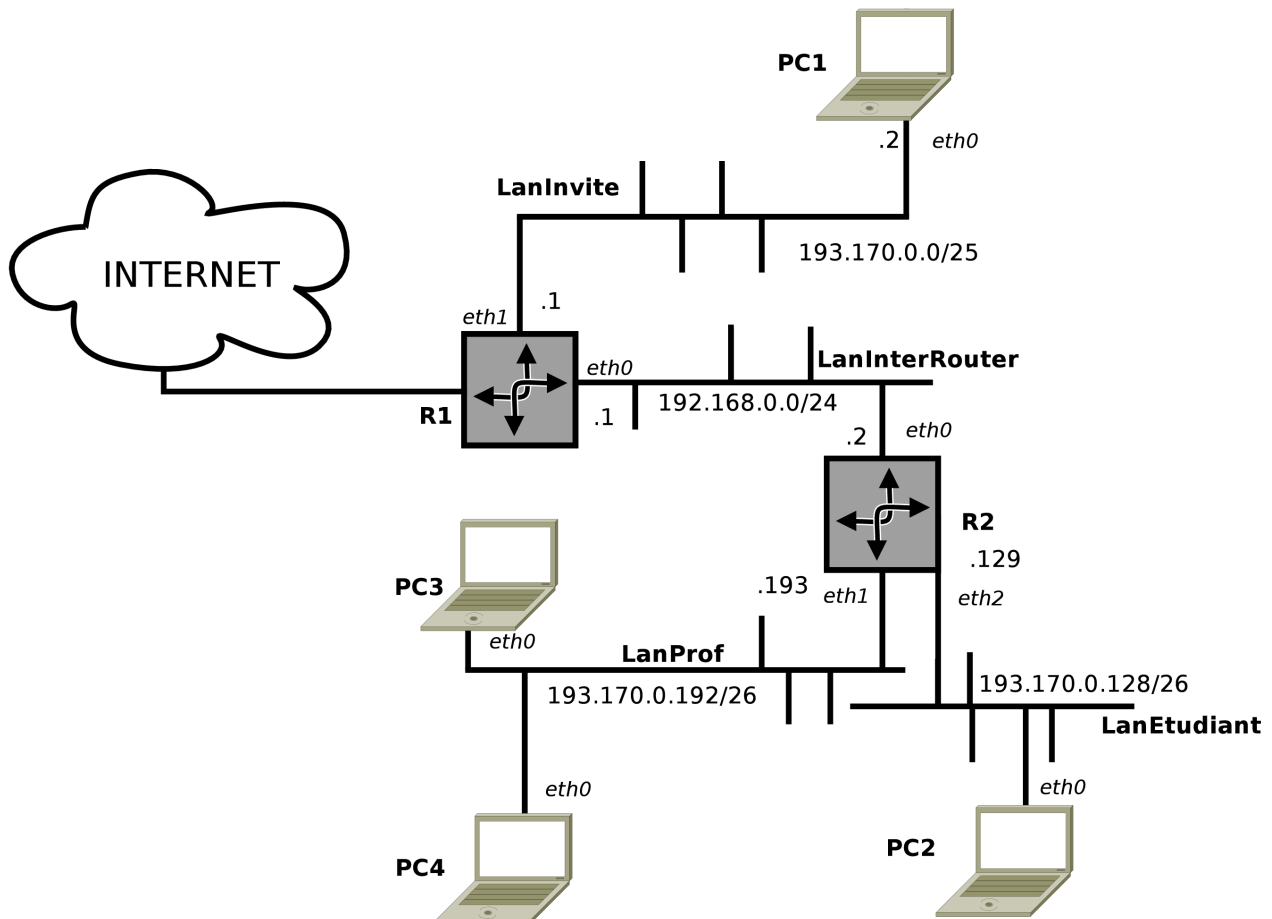 PC1
.2
eth0
LanInvite
193.170.0.0/25
INTERNET
.1
eth1
eth0
LanInterRouter
192.168.0.0/24
R1
.1
.2
eth0
R2
.129
.193
eth1
eth2
PC3
eth0
LanProf
193.170.0.192/26
193.170.0.128/26
LanEtudiant
eth0
eth0
PC4
PC2